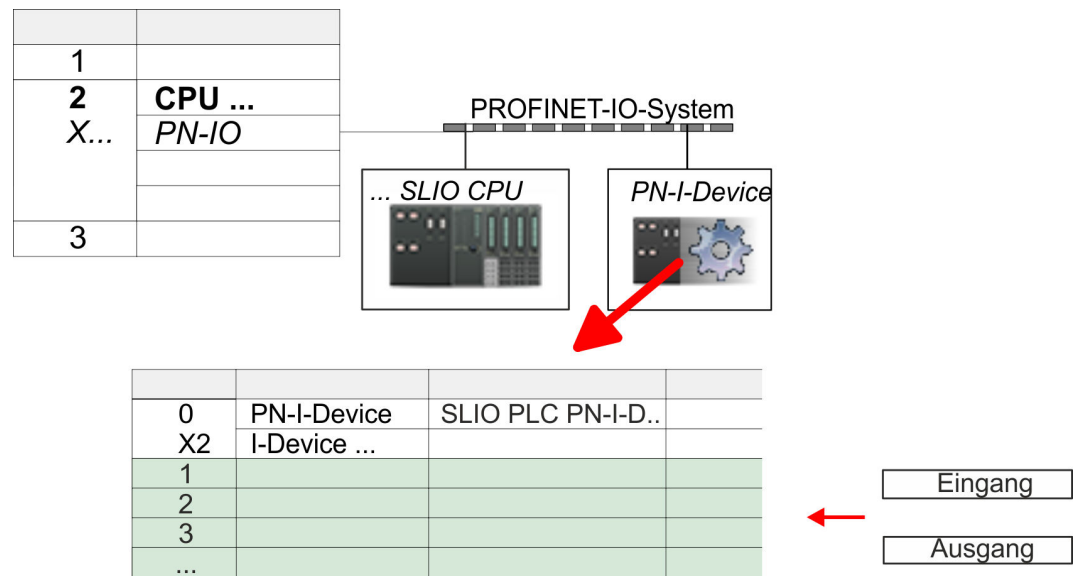 1
2 CPU ...
X... PN-IO
3
PROFINET-IO-System
... SLIO CPU
PN-I-Device
0 PN-I-Device SLIO PLC PN-I-D..
X2 I-Device ...
1
2
3
...
Eingang
Ausgang